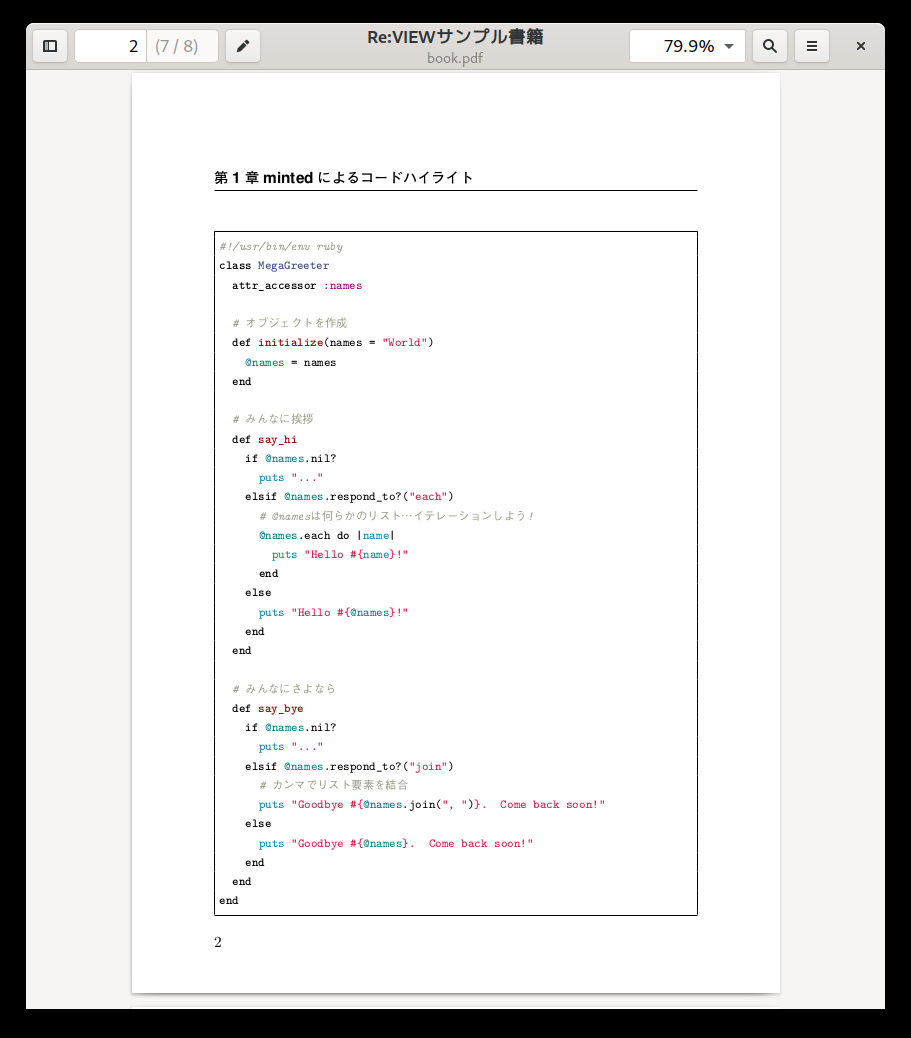 2 (7 / 8) Re:VIEWサンプル書籍 79.9%
book.pdf
第 1 章 minted によるコードハイライト
#!/usr/bin/env ruby
class MegaGreeter
  attr_accessor :names

  # オブジェクトを作成
  def initialize(names = "World")
    @names = names
  end

  # みんなに挨拶
  def say_hi
    if @names.nil?
      puts "..."
    elsif @names.respond_to?("each")
      # @namesは何らかのリスト…イテレーションしよう!
      @names.each do |name|
        puts "Hello #{name}!"
      end
    else
      puts "Hello #{@names}!"
    end
  end

  # みんなにさよなら
  def say_bye
    if @names.nil?
      puts "..."
    elsif @names.respond_to?("join")
      # カンマでリスト要素を結合
      puts "Goodbye #{@names.join(", ")}.  Come back soon!"
    else
      puts "Goodbye #{@names}.  Come back soon!"
    end
  end
end
2